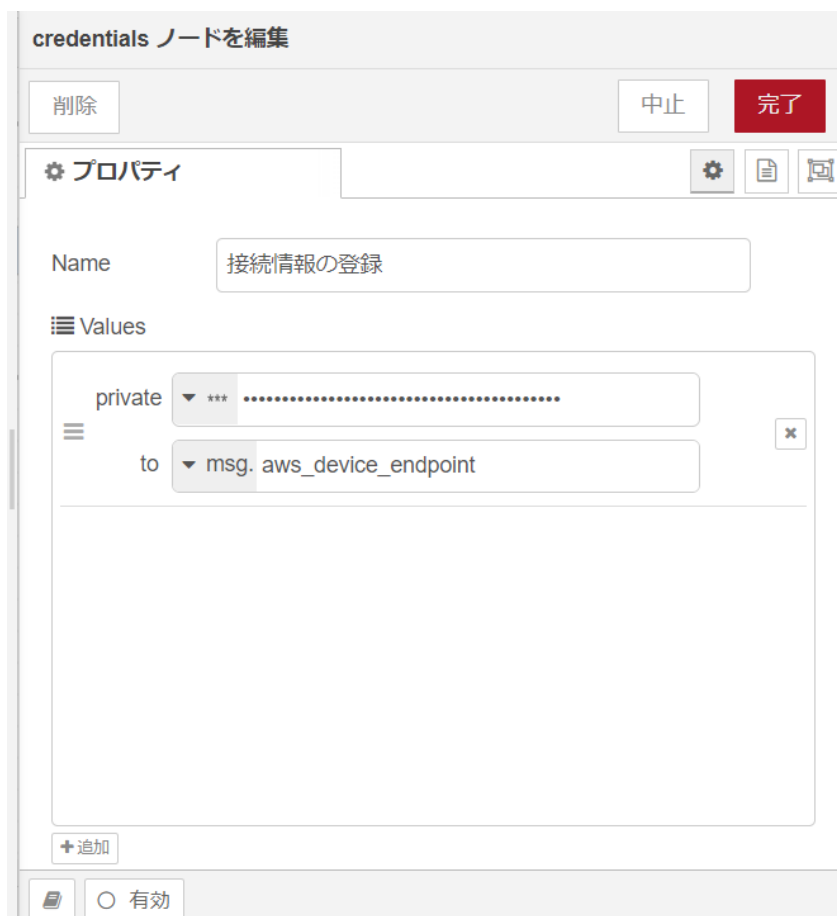 credentials ノードを編集
削除 中止 完了
プロパティ
Name 接続情報の登録
Values
private *** •••••••••••••••••••••••••••••••••••••••••
to msg. aws_device_endpoint
+追加
有効